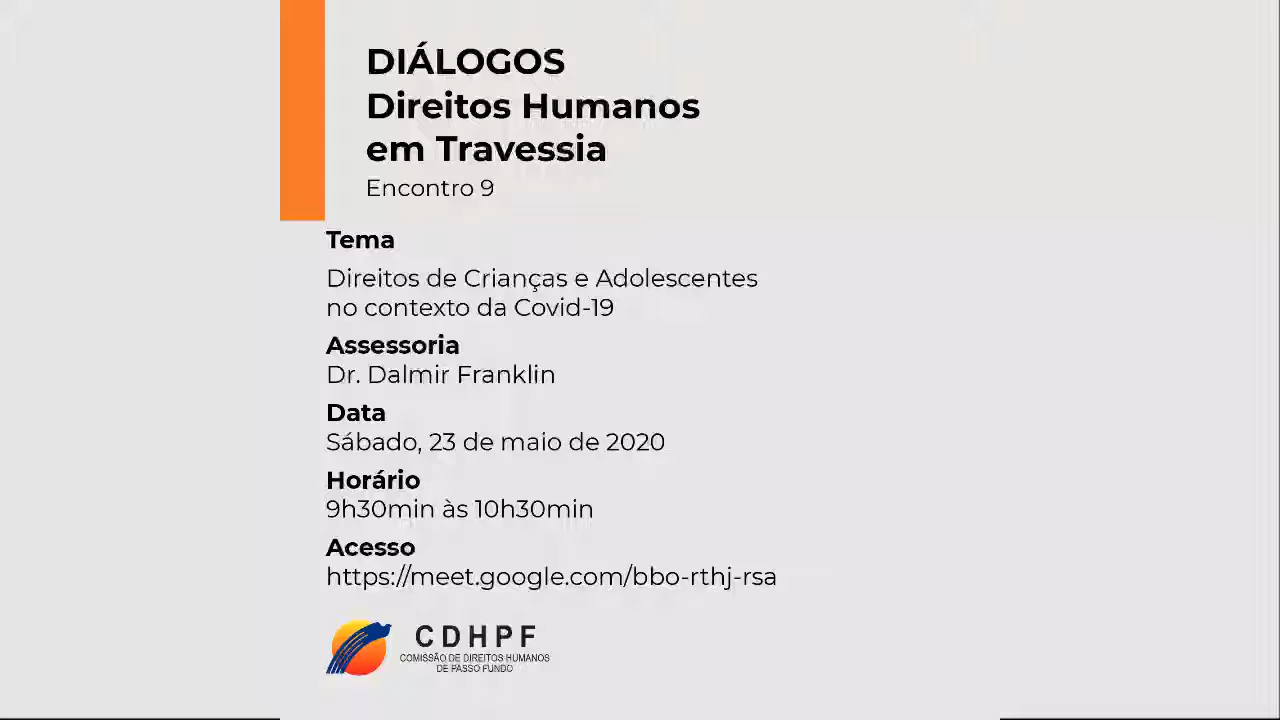 DIÁLOGOS
Direitos Humanos
em Travessia
Encontro 9
Tema
Direitos de Crianças e Adolescentes
no contexto da Covid-19
Assessoria
Dr. Dalmir Franklin
Data
Sábado, 23 de maio de 2020
Horário
9h30min às 10h30min
Acesso
https://meet.google.com/bbo-rthj-rsa
CDHPF
COMISSÃO DE DIREITOS HUMANOS
DE PASSO FUNDO